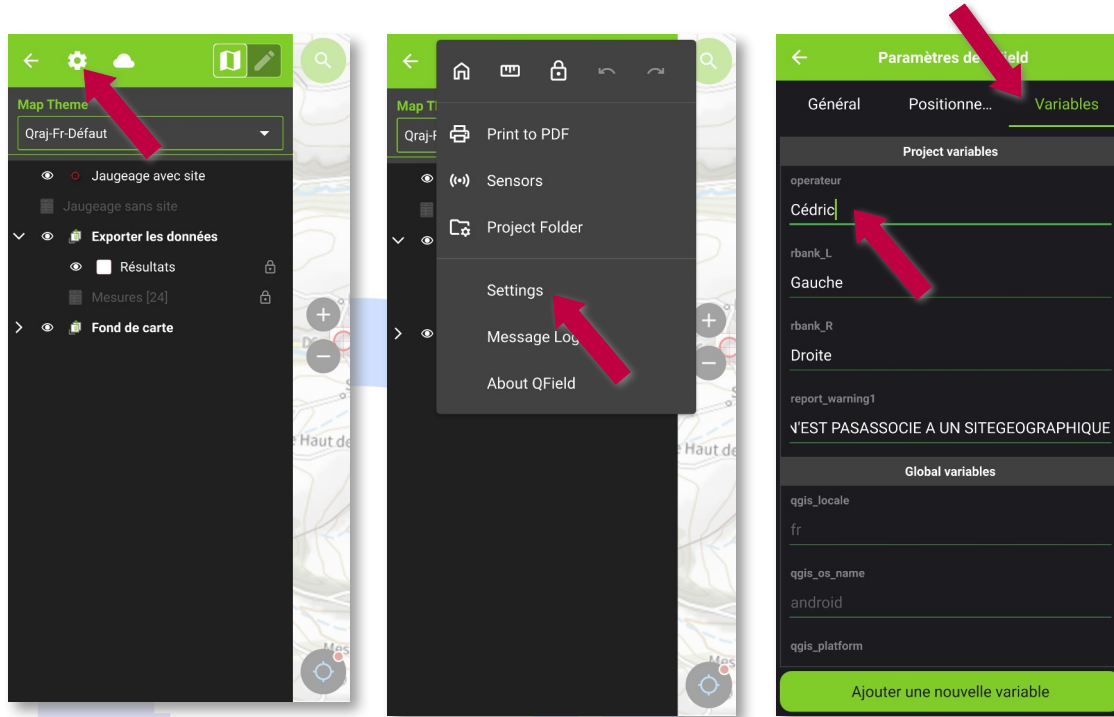 Map Theme
Qraj-Fr-Défaut
Jaugeage avec site
Jaugeage sans site
Exporter les données
Résultats
Mesures [24]
Fond de carte
Haut de
Mes
Map T
Qraj-F
Print to PDF
Sensors
Project Folder
Settings
Message Log
About QField
Haut de
Mes
Paramètres de ield
Général
Positionne...
Variables
Project variables
operateur
Cédric
rbank_L
Gauche
rbank_R
Droite
report_warning1
N'EST PASASSOCIE A UN SITEGEOGRAPHIQUE
Global variables
qgis_locale
fr
qgis_os_name
android
qgis_platform
Ajouter une nouvelle variable